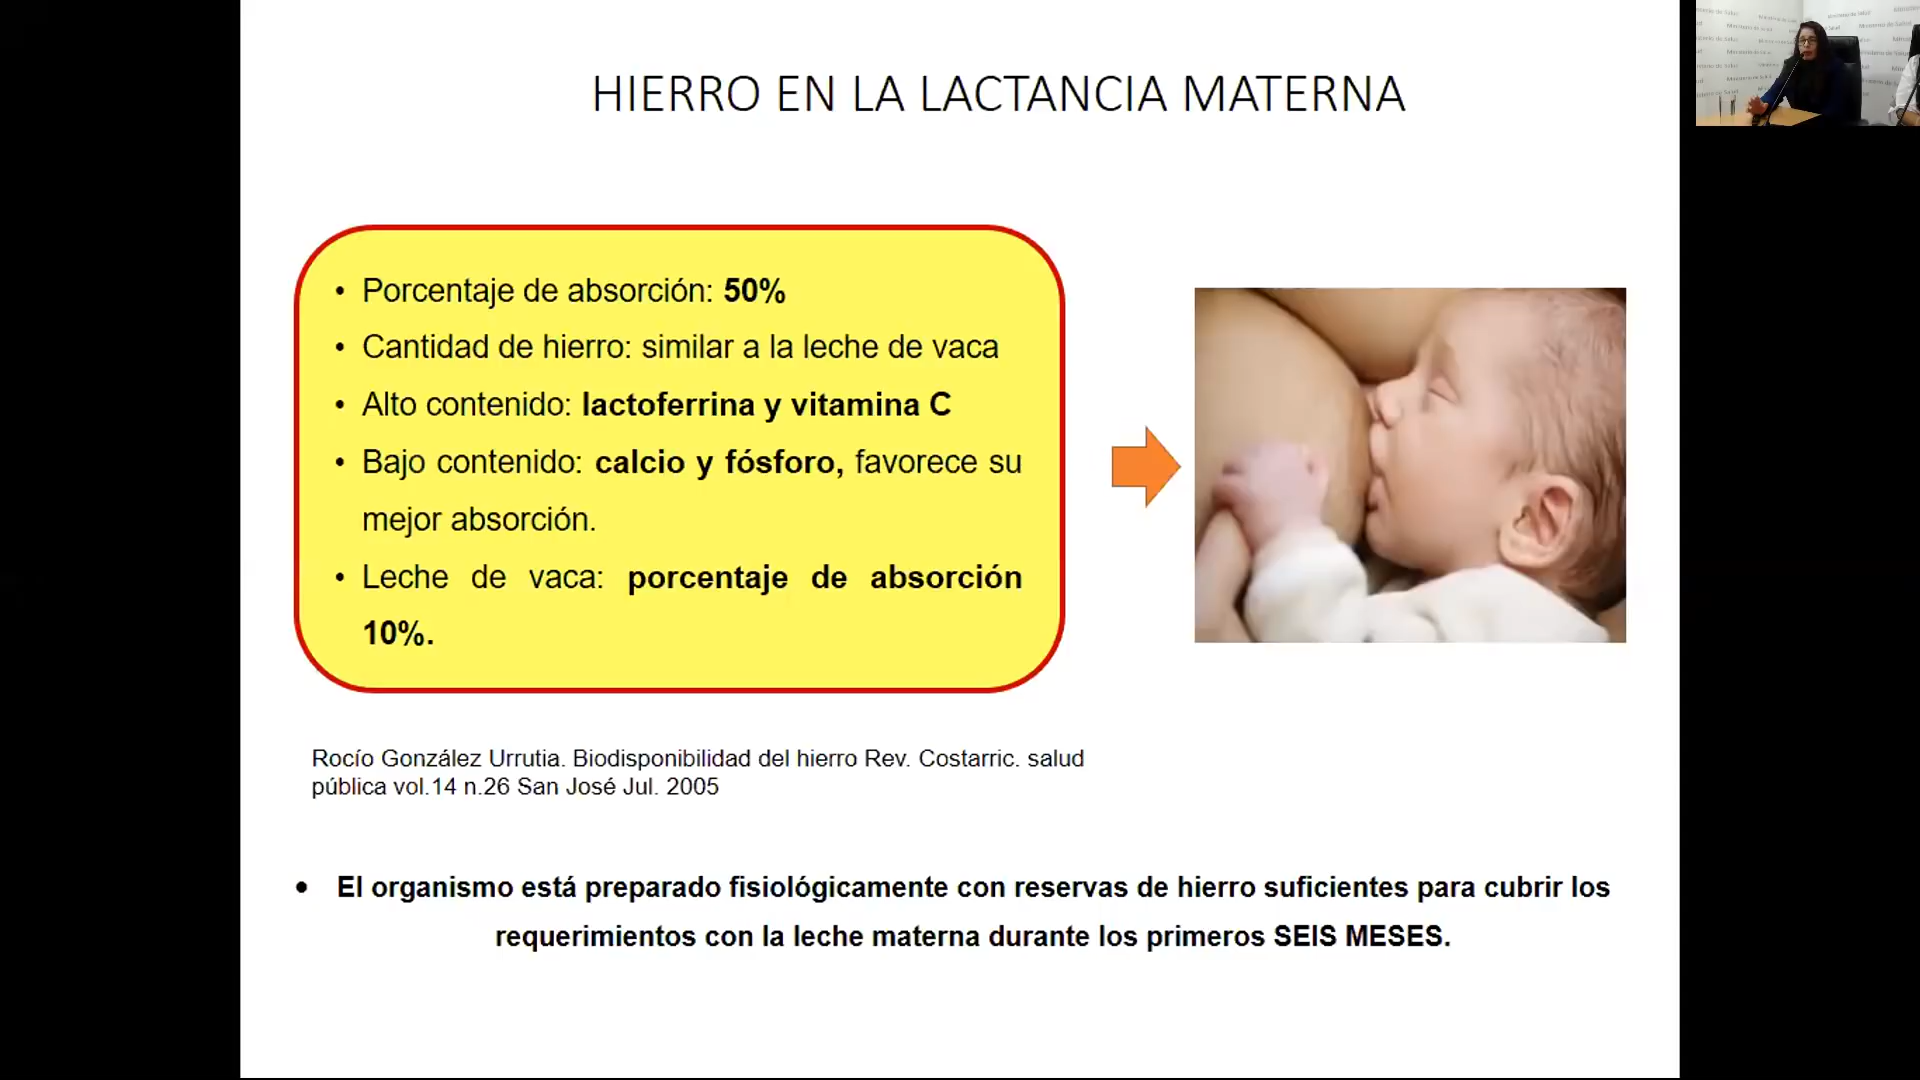 HIERRO EN LA LACTANCIA MATERNA
• Porcentaje de absorción: 50%
• Cantidad de hierro: similar a la leche de vaca
• Alto contenido: lactoferrina y vitamina C
• Bajo contenido: calcio y fósforo, favorece su
mejor absorción.
• Leche de vaca: porcentaje de absorción
10%.
Rocío González Urrutia. Biodisponibilidad del hierro Rev. Costarric. salud
pública vol.14 n.26 San José Jul. 2005
• El organismo está preparado fisiológicamente con reservas de hierro suficientes para cubrir los
requerimientos con la leche materna durante los primeros SEIS MESES.